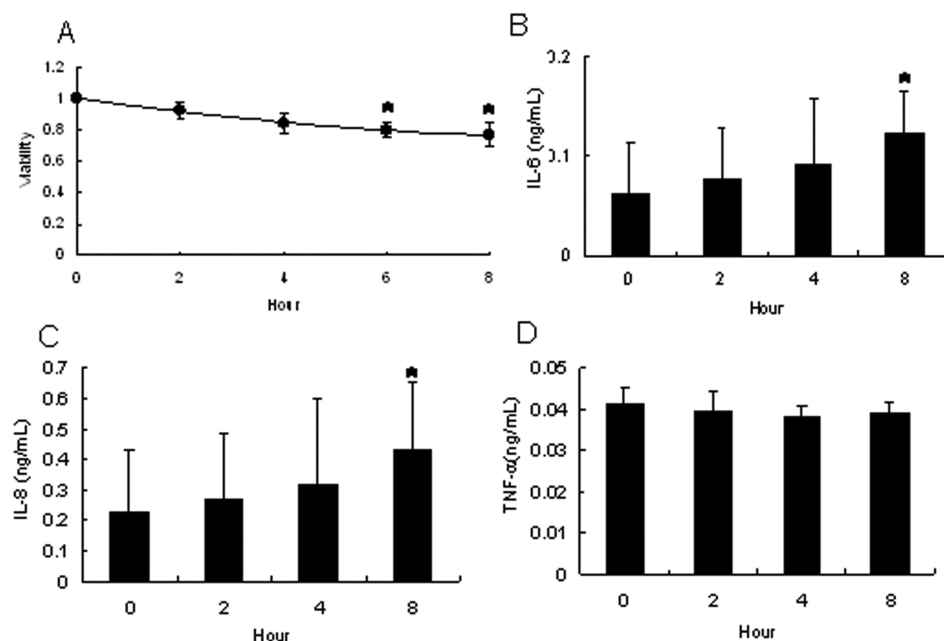 A
1.2
1
0.8
0.6
0.4
0.2
0
Viability
0 2 4 6 8
Hour
B
0.2
0.1
0
IL-6 (ng/mL)
0 2 4 8
Hour
C
0.7
0.6
0.5
0.4
0.3
0.2
0.1
0
IL-8 (ng/mL)
0 2 4 8
Hour
D
0.05
0.04
0.03
0.02
0.01
0
TNF-α(ng/mL)
0 2 4 8
Hour